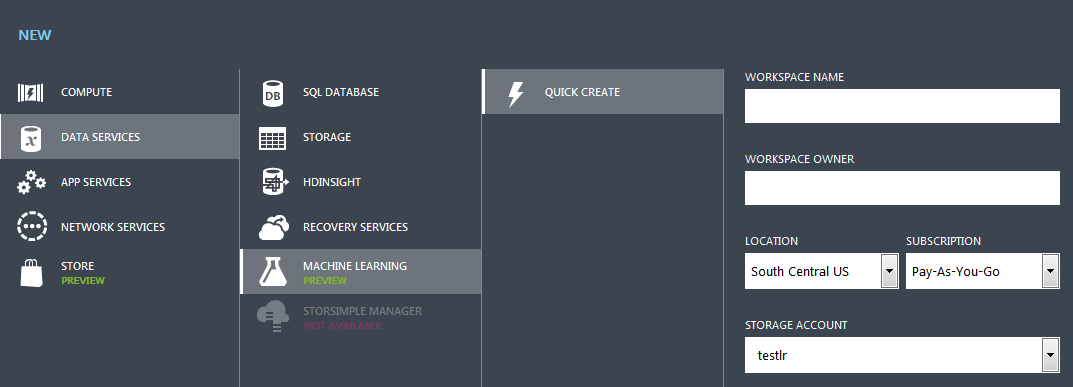 NEW
COMPUTE
DATA SERVICES
APP SERVICES
NETWORK SERVICES
STORE
PREVIEW
DB
SQL DATABASE
STORAGE
HDINSIGHT
RECOVERY SERVICES
MACHINE LEARNING
PREVIEW
STORSIMPLE MANAGER
NOT AVAILABLE
QUICK CREATE
WORKSPACE NAME
WORKSPACE OWNER
LOCATION
South Central US
SUBSCRIPTION
Pay-As-You-Go
STORAGE ACCOUNT
testlr